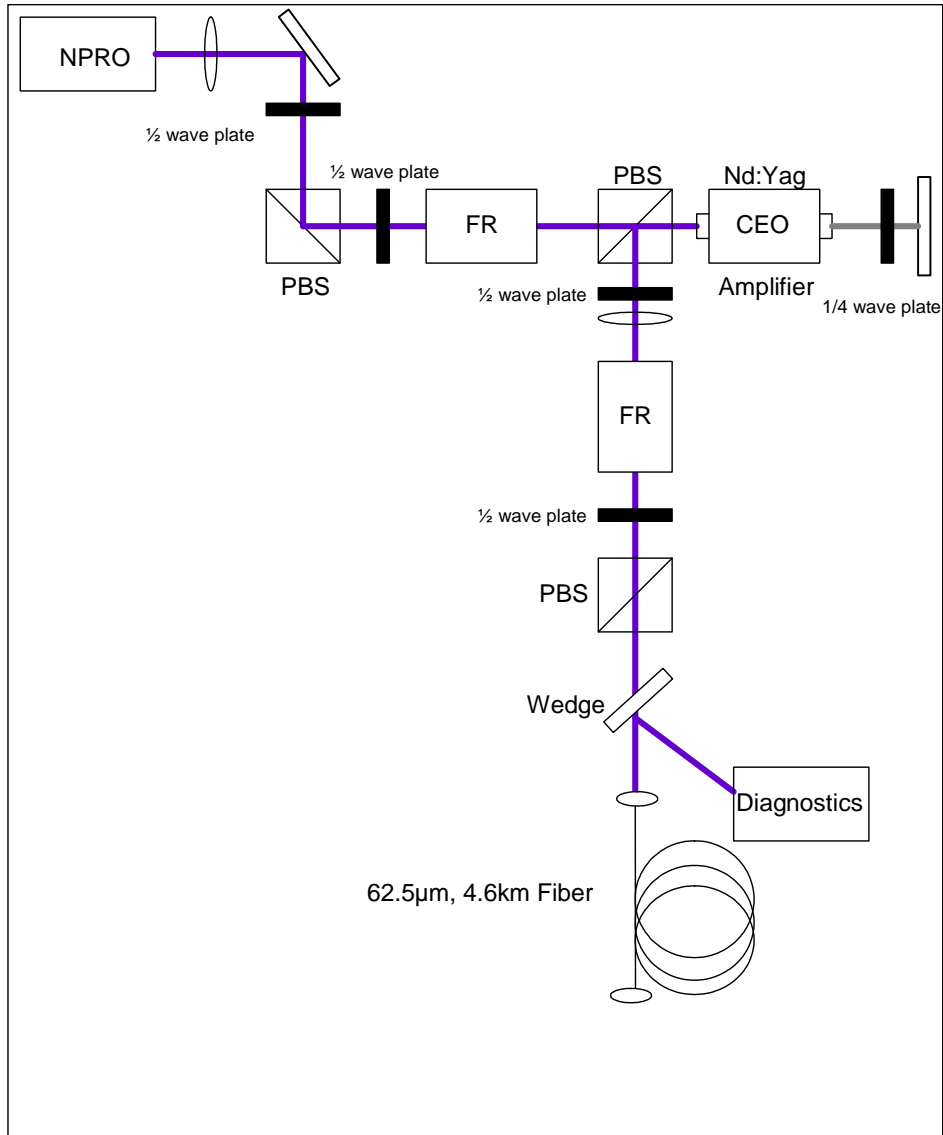 NPRO
½ wave plate
½ wave plate
PBS
Nd:Yag
FR
CEO
PBS
½ wave plate
Amplifier
1/4 wave plate
FR
½ wave plate
PBS
Wedge
Diagnostics
62.5µm, 4.6km Fiber